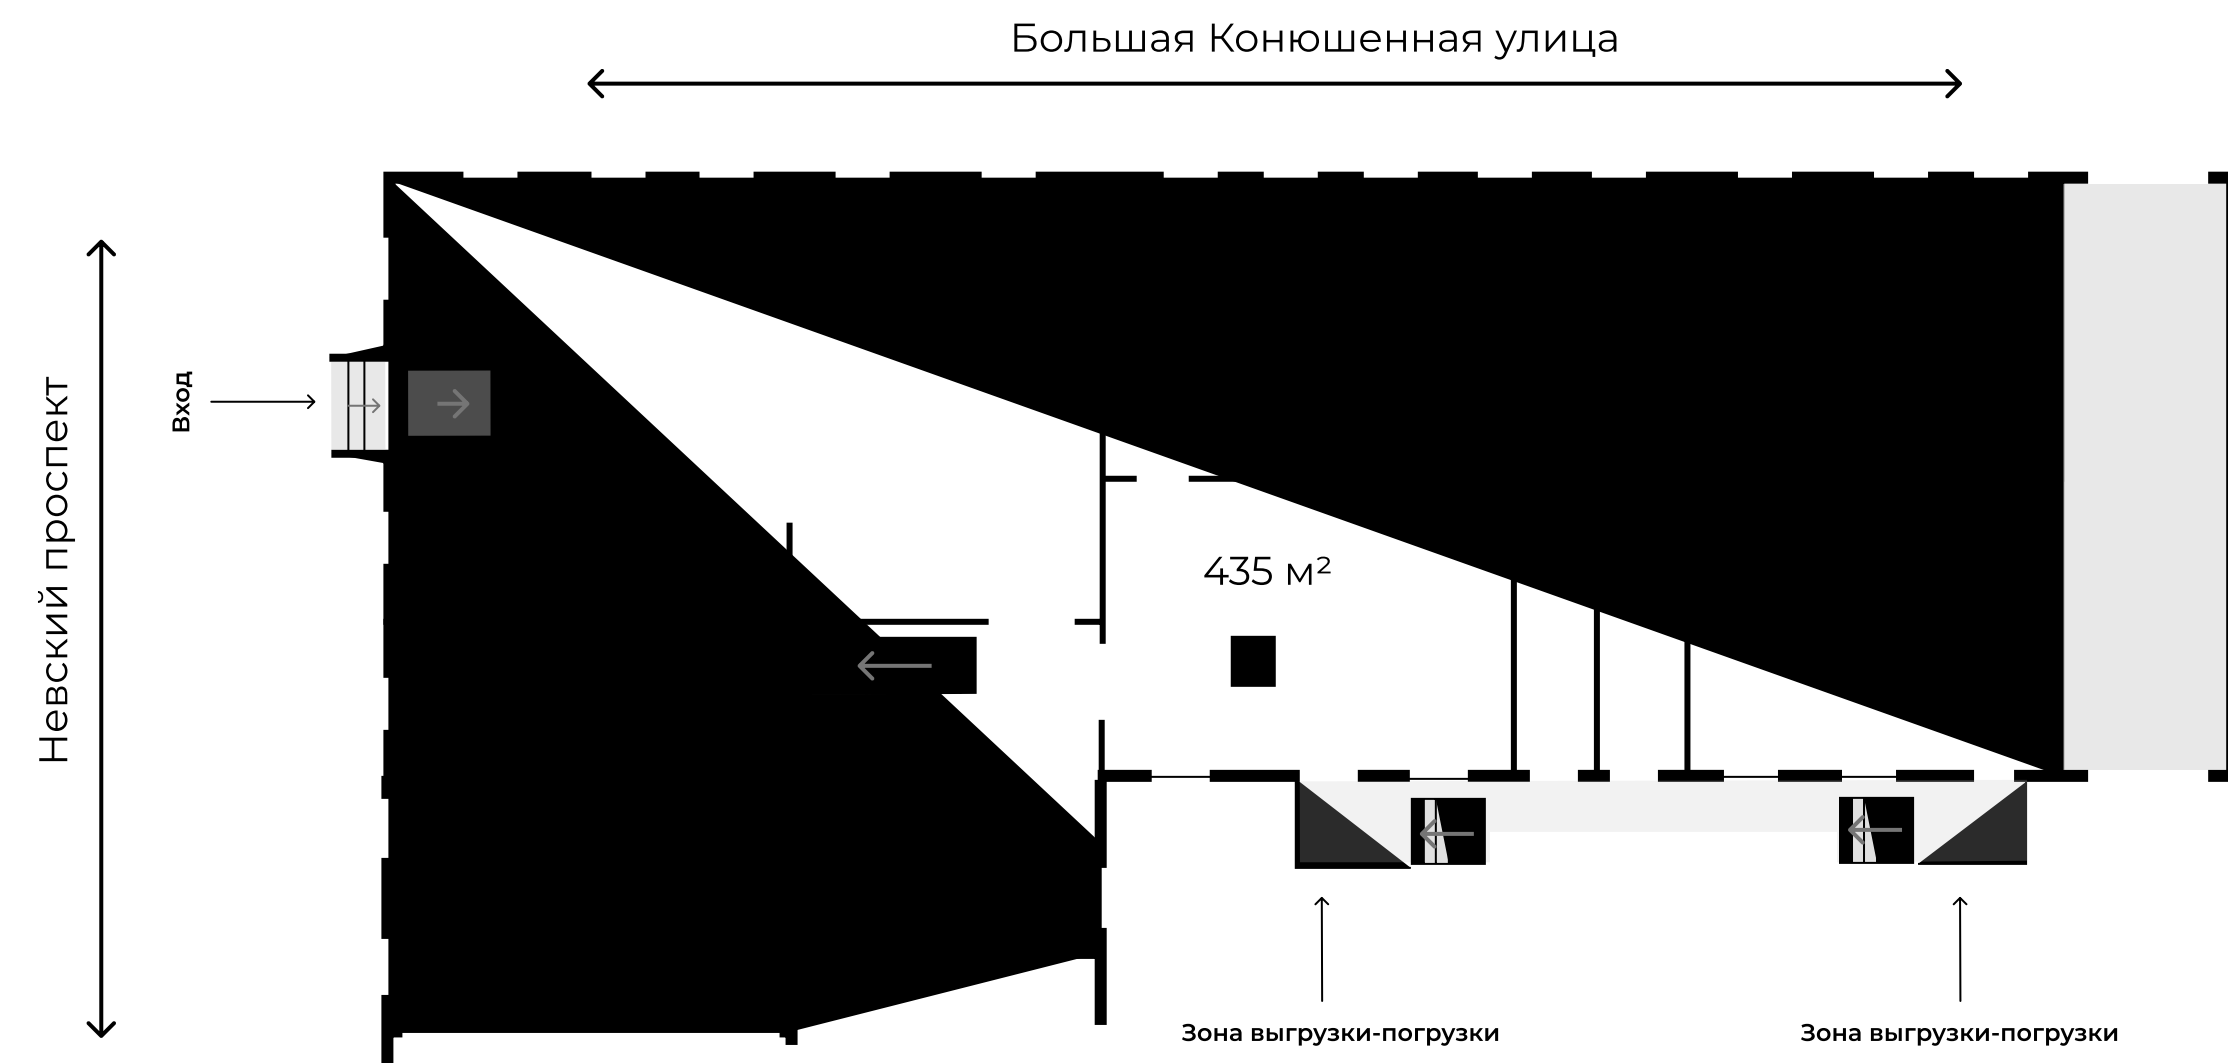 Большая Конюшенная улица
Невский проспект
Вход
435 м²
Зона выгрузки-погрузки
Зона выгрузки-погрузки